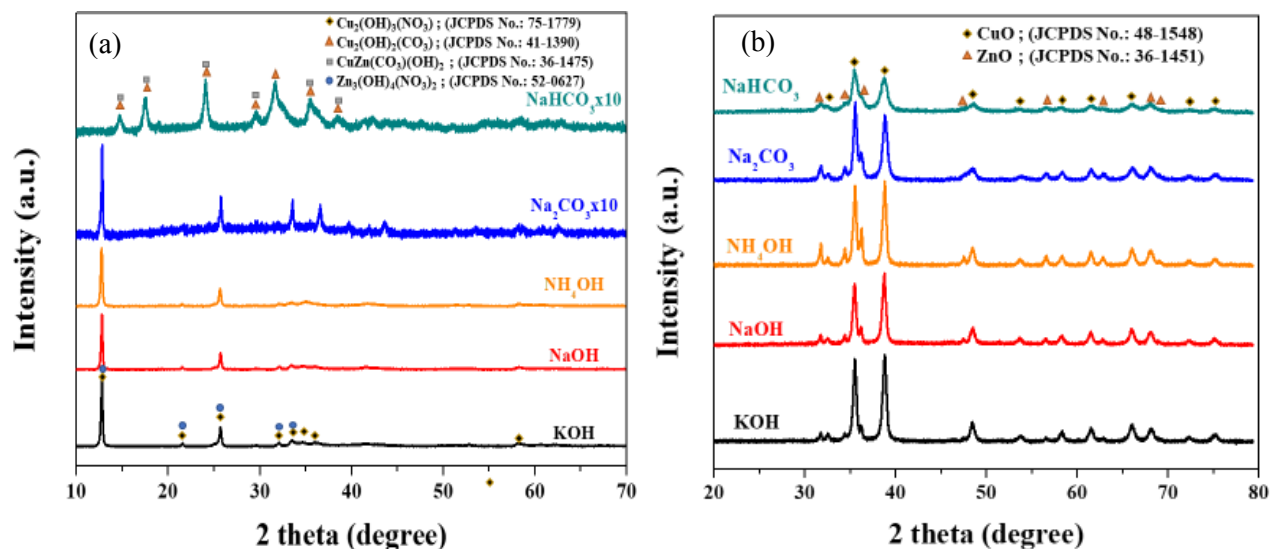 (a)
Cu₂(OH)₃(NO₃) ; (JCPDS No.: 75-1779)
Cu₂(OH)₂(CO₃) ; (JCPDS No.: 41-1390)
CuZn(CO₃)(OH)₂ ; (JCPDS No.: 36-1475)
Zn₃(OH)₄(NO₃)₂ ; (JCPDS No.: 52-0627)
NaHCO₃x10
Na₂CO₃x10
NH₄OH
NaOH
KOH
Intensity (a.u.)
10 20 30 40 50 60 70
2 theta (degree)
(b)
CuO ; (JCPDS No.: 48-1548)
ZnO ; (JCPDS No.: 36-1451)
NaHCO₃
Na₂CO₃
NH₄OH
NaOH
KOH
Intensity (a.u.)
20 30 40 50 60 70 80
2 theta (degree)